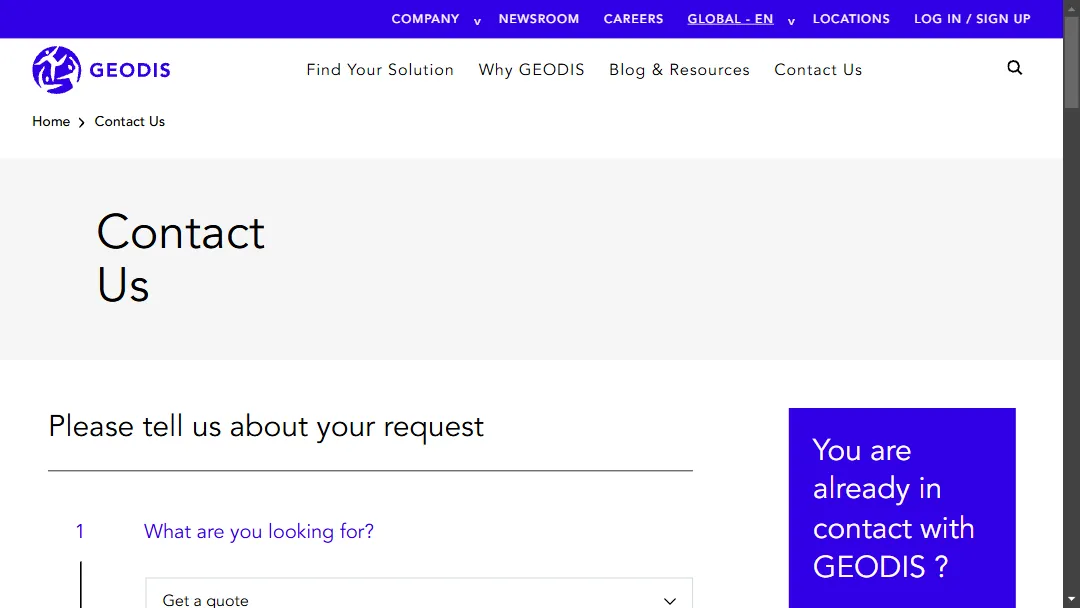 COMPANY v NEWSROOM CAREERS GLOBAL - EN v LOCATIONS LOG IN / SIGN UP
GEODIS Find Your Solution Why GEODIS Blog & Resources Contact Us
Home Contact Us
Contact
Us
Please tell us about your request
You are
already in
contact with
GEODIS ?
1 What are you looking for?
Get a quote